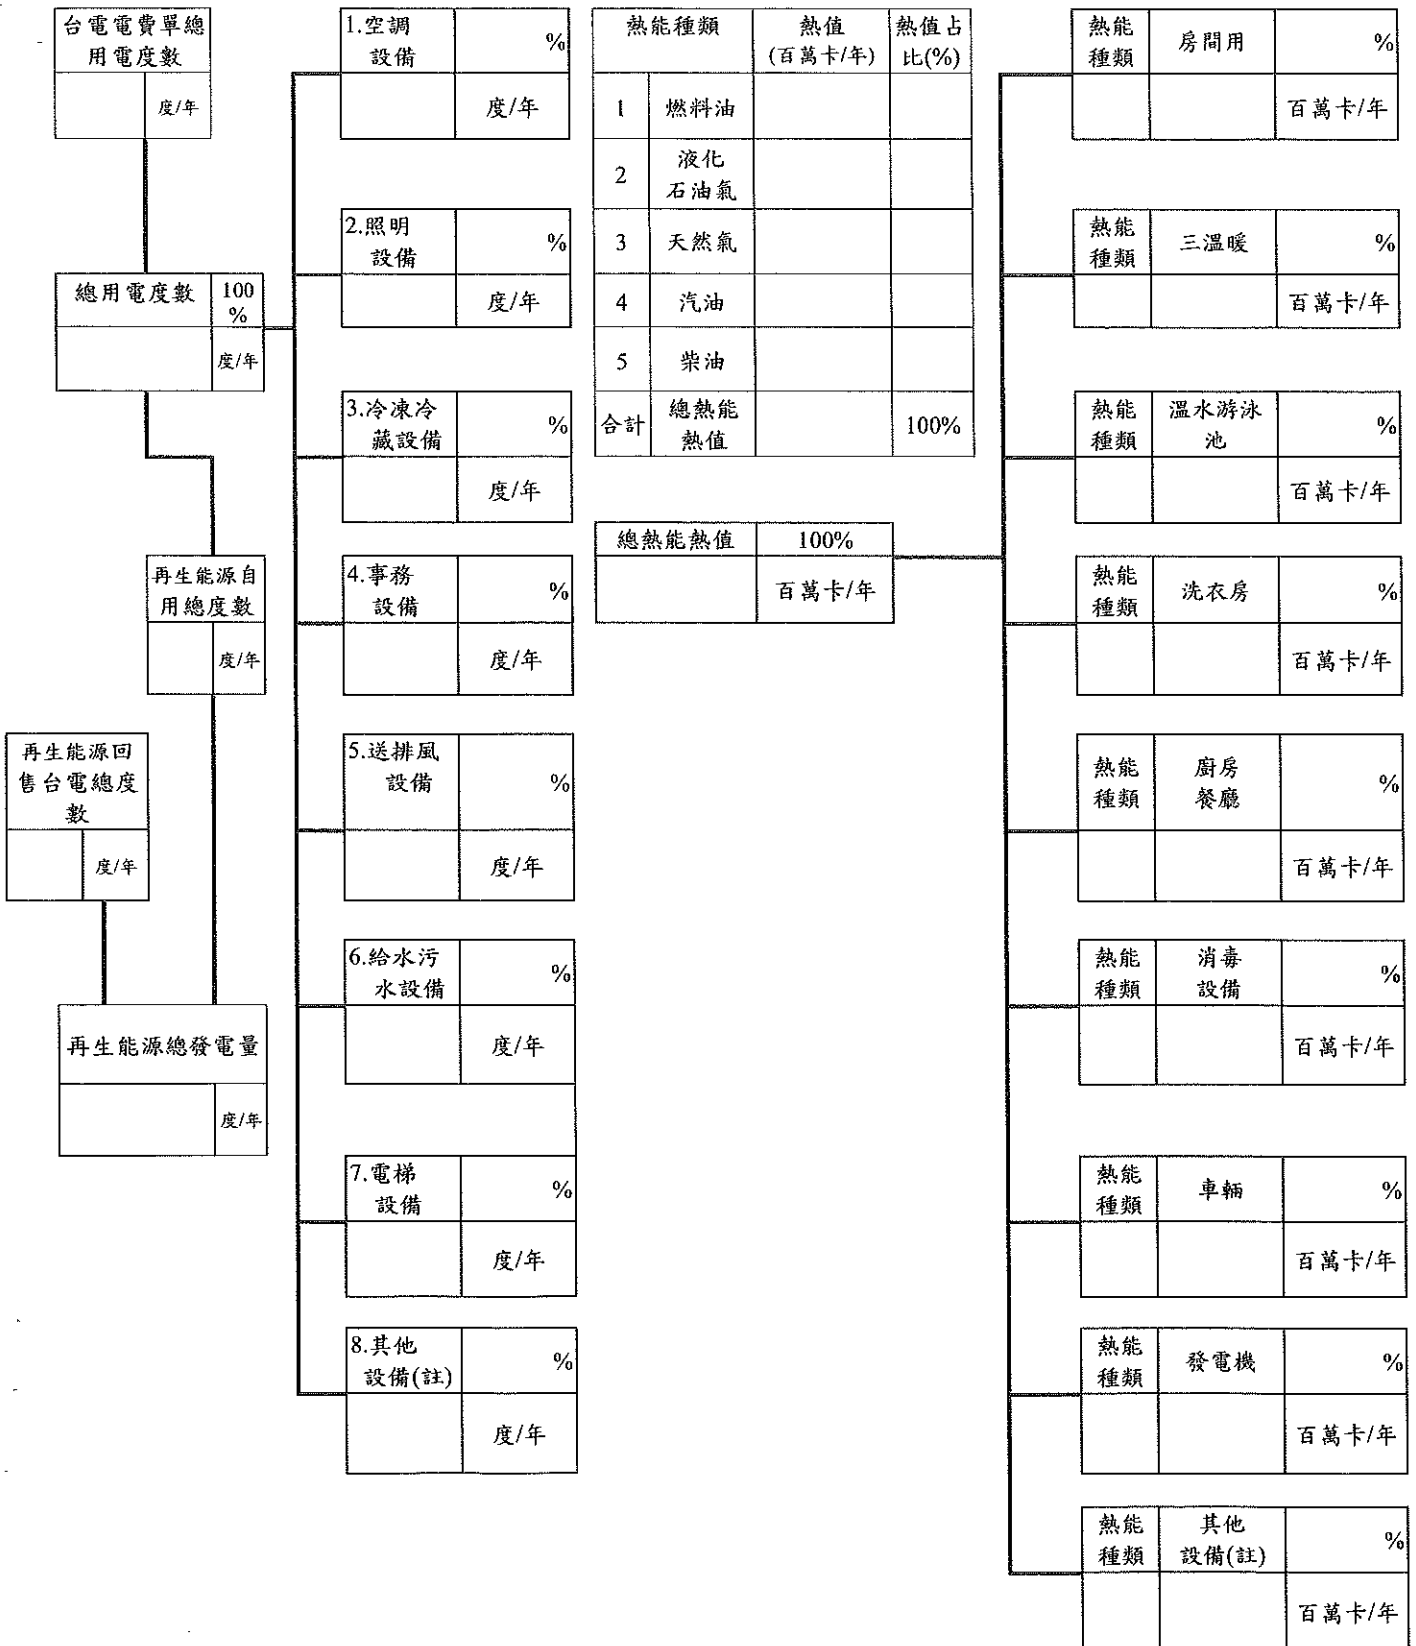 台電電費單總
用電度數
度/年
總用電度數
100
%
度/年
再生能源自
用總度數
度/年
再生能源回
售台電總度
數
度/年
再生能源總發電量
度/年
1.空調
設備
%
度/年
2.照明
設備
%
度/年
3.冷凍冷
藏設備
%
度/年
4.事務
設備
%
度/年
5.送排風
設備
%
度/年
6.給水污
水設備
%
度/年
7.電梯
設備
%
度/年
8.其他
設備(註)
%
度/年
熱能種類
熱值
(百萬卡/年)
熱值占
比(%)
1 燃料油
2 液化
石油氣
3 天然氣
4 汽油
5 柴油
合計 總熱能
熱值
100%
總熱能熱值 100%
百萬卡/年
熱能
種類
房間用
%
百萬卡/年
熱能
種類
三溫暖
%
百萬卡/年
熱能
種類
溫水游泳
池
%
百萬卡/年
熱能
種類
洗衣房
%
百萬卡/年
熱能
種類
廚房
餐廳
%
百萬卡/年
熱能
種類
消毒
設備
%
百萬卡/年
熱能
種類
車輛
%
百萬卡/年
熱能
種類
發電機
%
百萬卡/年
熱能
種類
其他
設備(註)
%
百萬卡/年